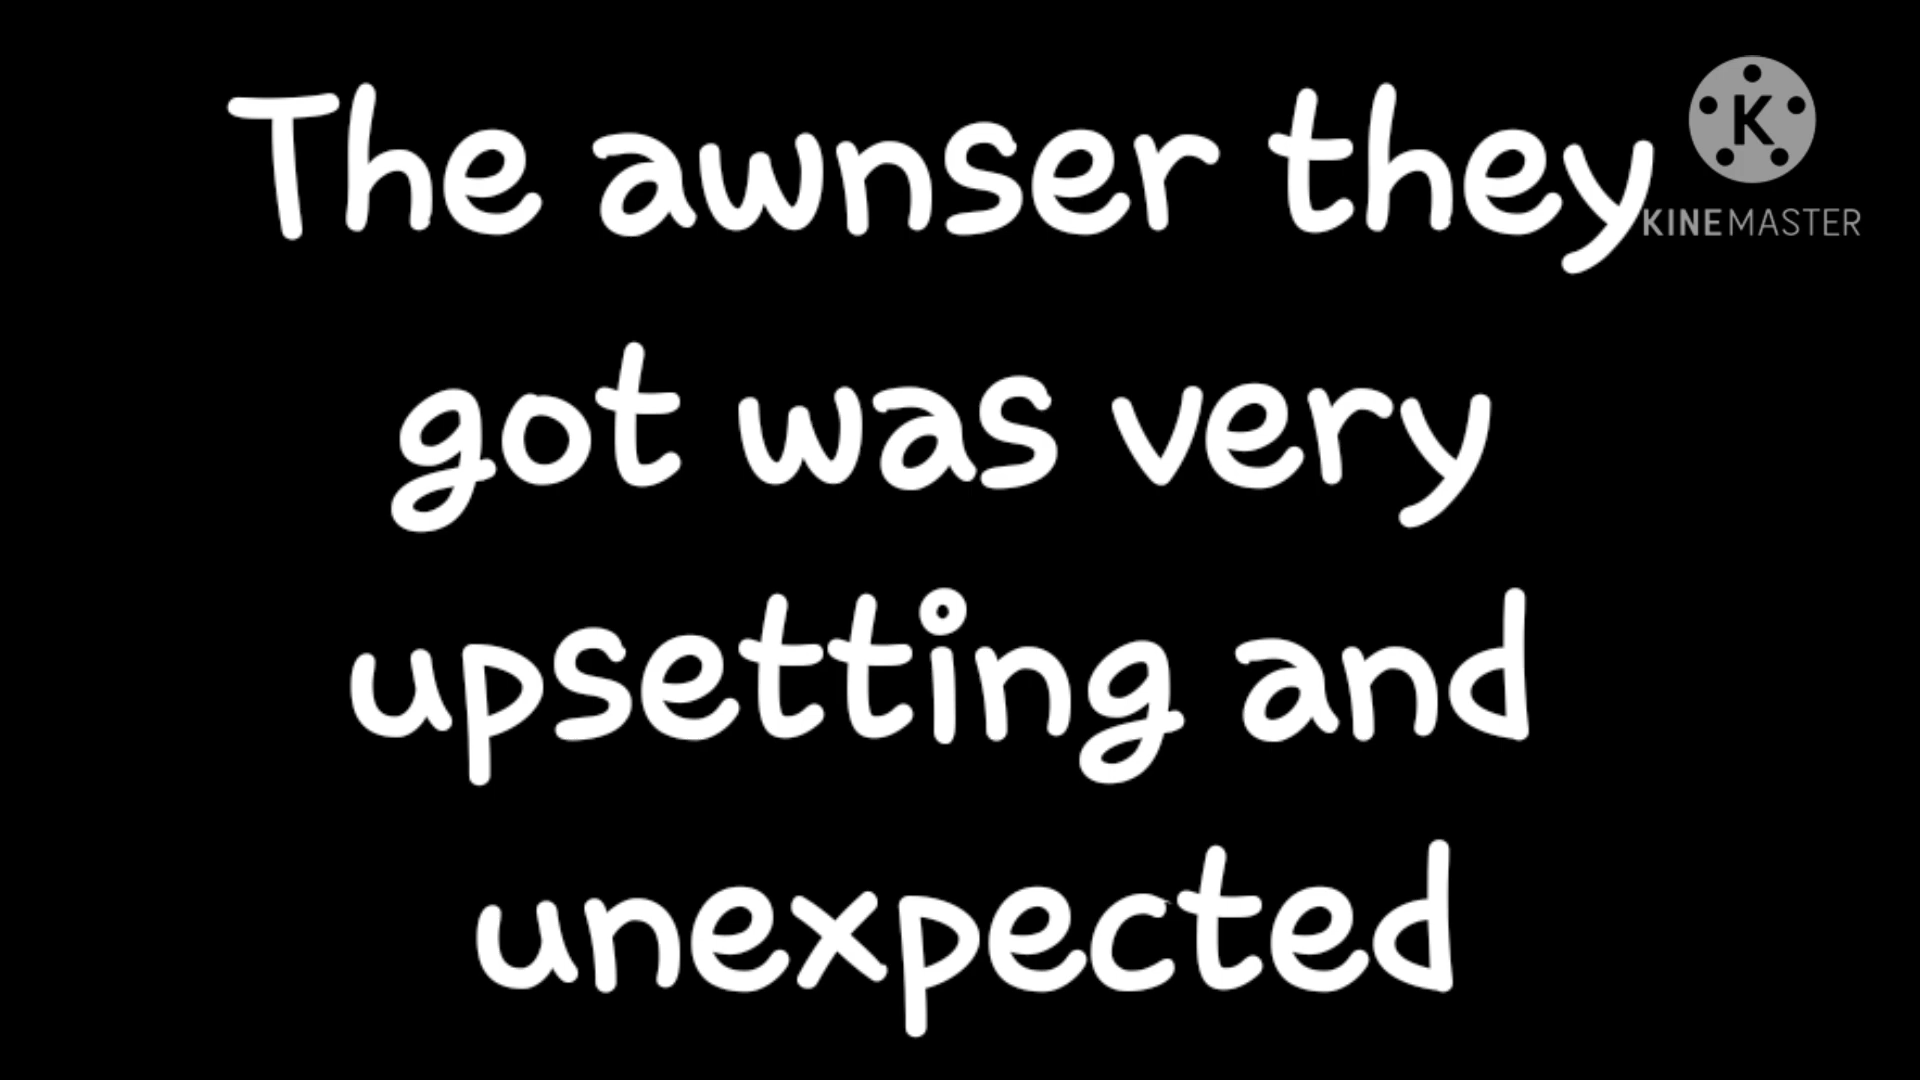 The awnser they
K
KINEMASTER
got was very
upsetting and
unexpected